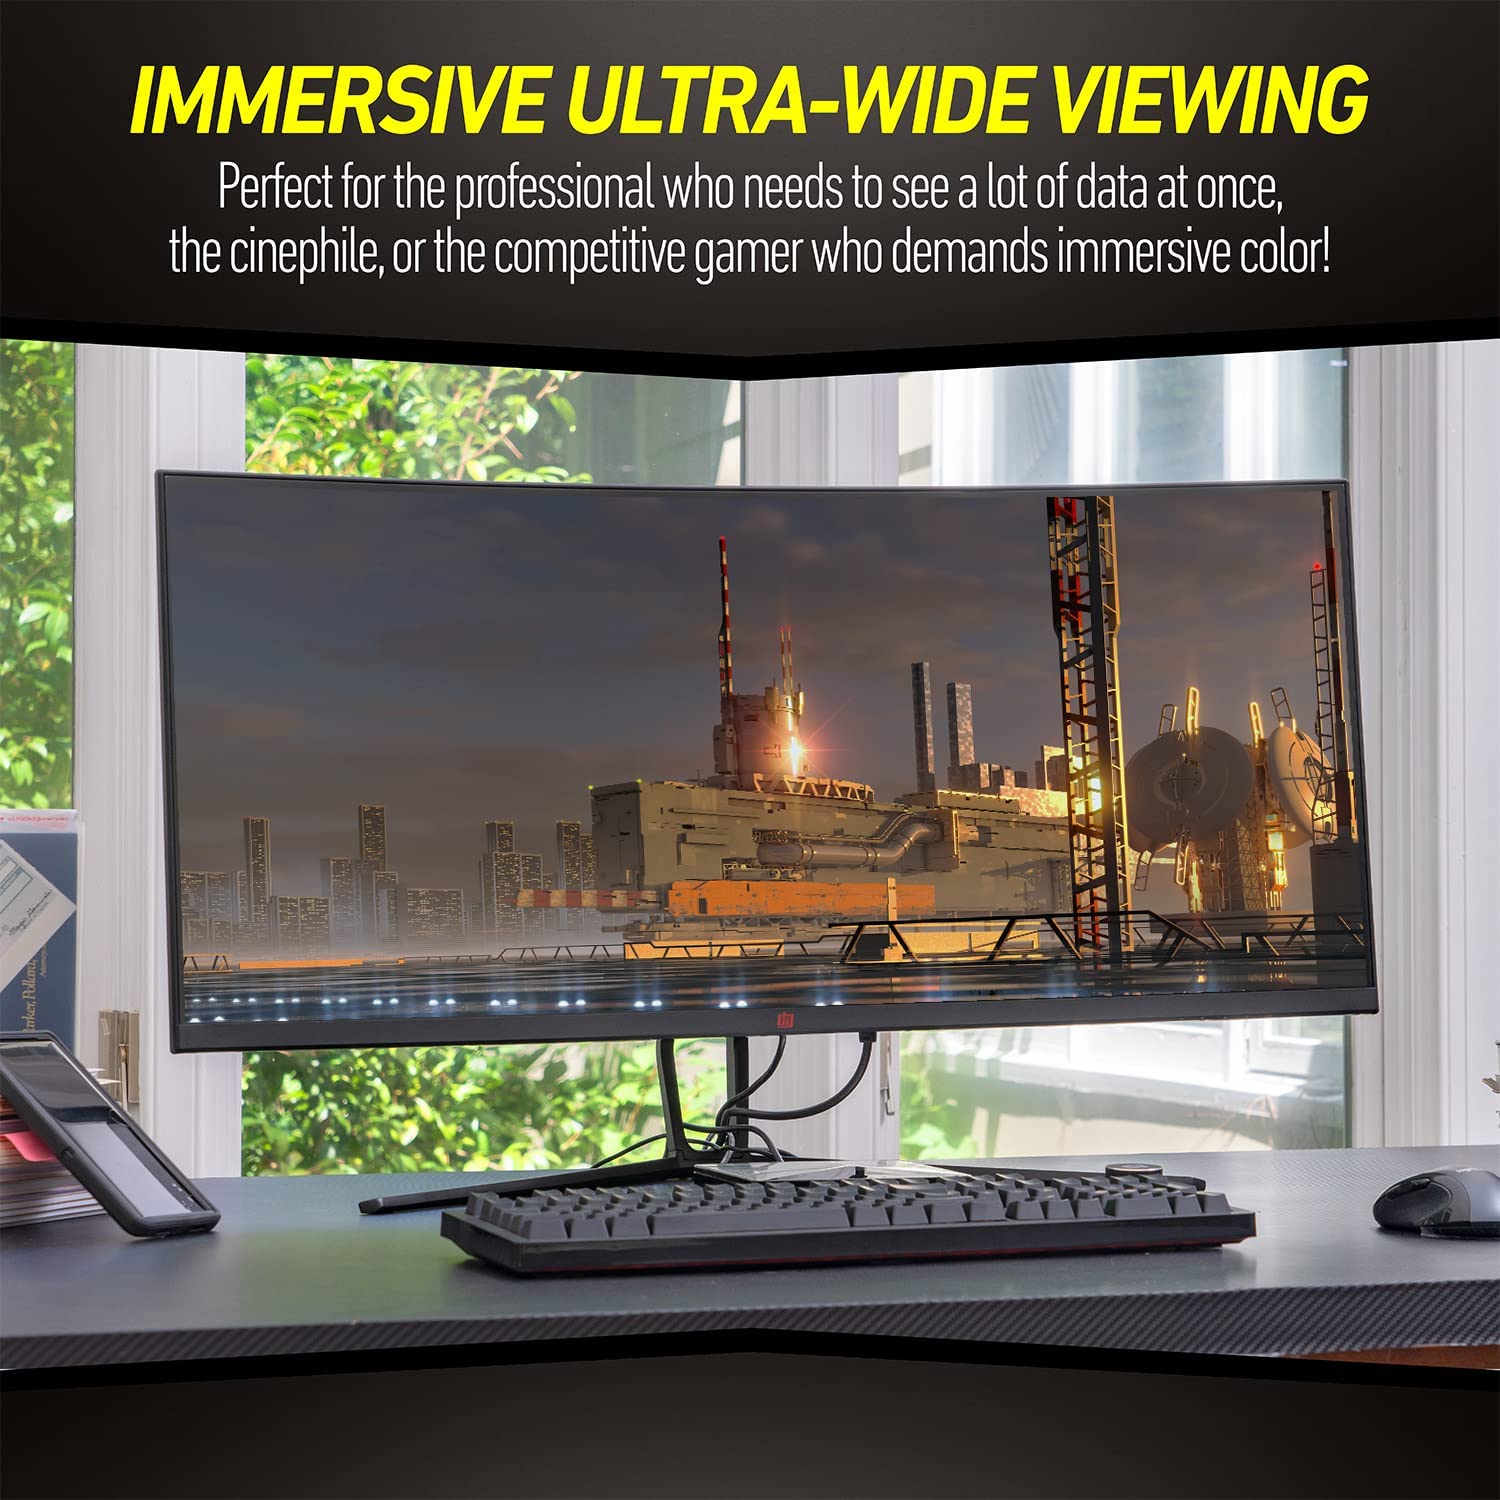 IMMERSIVE ULTRA-WIDE VIEWING
Perfect for the professional who needs to see a lot of data at once,
the cinephile, or the competitive gamer who demands immersive color!